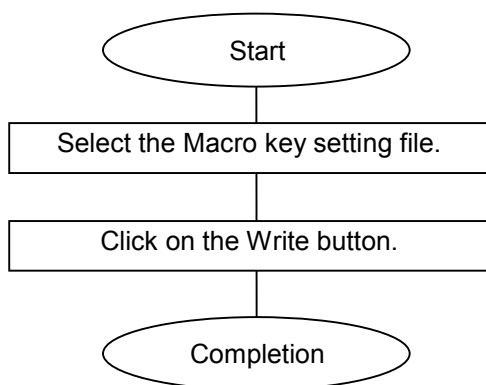 Start
Select the Macro key setting file.
Click on the Write button.
Completion